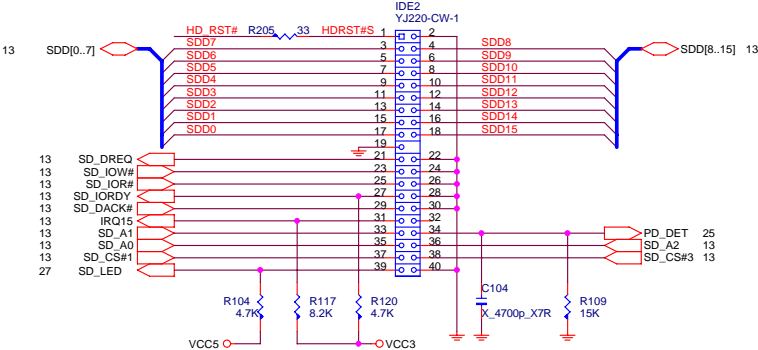 IDE2
YJ220-CW-1
HD_RST# R205 33 HDRST#S 1 2
13 SDD[0..7] SDD7 3 4 SDD8 SDD[8..15] 13
SDD6 5 6 SDD9
SDD5 7 8 SDD10
SDD4 9 10 SDD11
SDD3 11 12 SDD12
SDD2 13 14 SDD13
SDD1 15 16 SDD14
SDD0 17 18 SDD15
19
13 SD_DREQ 21 22
13 SD_IOW# 23 24
13 SD_IOR# 25 26
13 SD_IORDY 27 28
13 SD_DACK# 29 30
13 IRQ15 31 32
13 SD_A1 33 34 PD_DET 25
13 SD_A0 35 36 SD_A2 13
13 SD_CS#1 37 38 SD_CS#3 13
27 SD_LED 39 40
R104 4.7K
R117 8.2K
R120 4.7K
C104 X_4700p_X7R
R109 15K
VCC5 VCC3